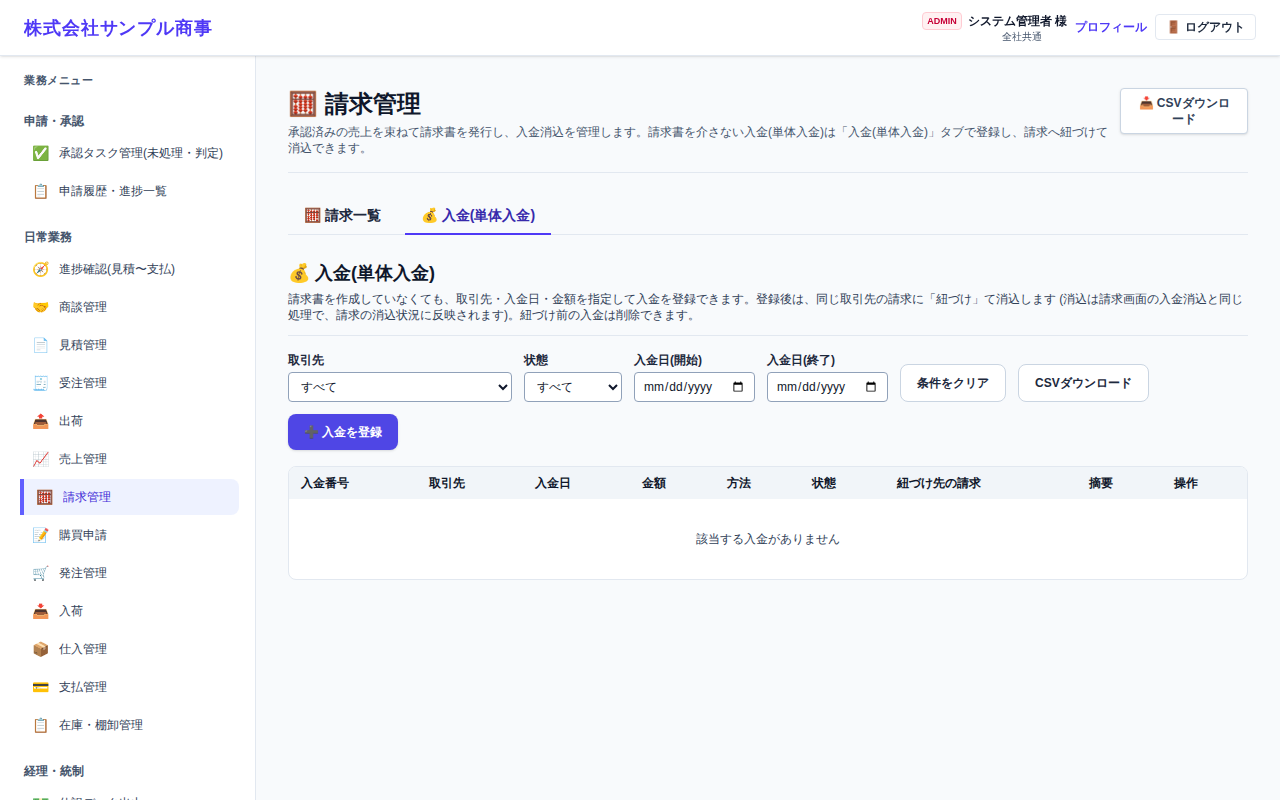 株式会社サンプル商事
ADMIN
システム管理者 様
全社共通
プロフィール
ログアウト
業務メニュー
申請・承認
承認タスク管理(未処理・判定)
申請履歴・進捗一覧
日常業務
進捗確認(見積〜支払)
商談管理
見積管理
受注管理
出荷
売上管理
請求管理
購買申請
発注管理
入荷
仕入管理
支払管理
在庫・棚卸管理
経理・統制
請求管理
承認済みの売上を束ねて請求書を発行し、入金消込を管理します。請求書を介さない入金(単体入金)は「入金(単体入金)」タブで登録し、請求へ紐づけて
消込できます。
CSVダウンロ
ード
請求一覧
入金(単体入金)
入金(単体入金)
請求書を作成していなくても、取引先・入金日・金額を指定して入金を登録できます。登録後は、同じ取引先の請求に「紐づけ」て消込します (消込は請求画面の入金消込と同じ
処理で、請求の消込状況に反映されます)。紐づけ前の入金は削除できます。
取引先 状態 入金日(開始) 入金日(終了)
すべて すべて mm/dd/yyyy mm/dd/yyyy 条件をクリア CSVダウンロード
入金を登録
入金番号 取引先 入金日 金額 方法 状態 紐づけ先の請求 摘要 操作
該当する入金がありません